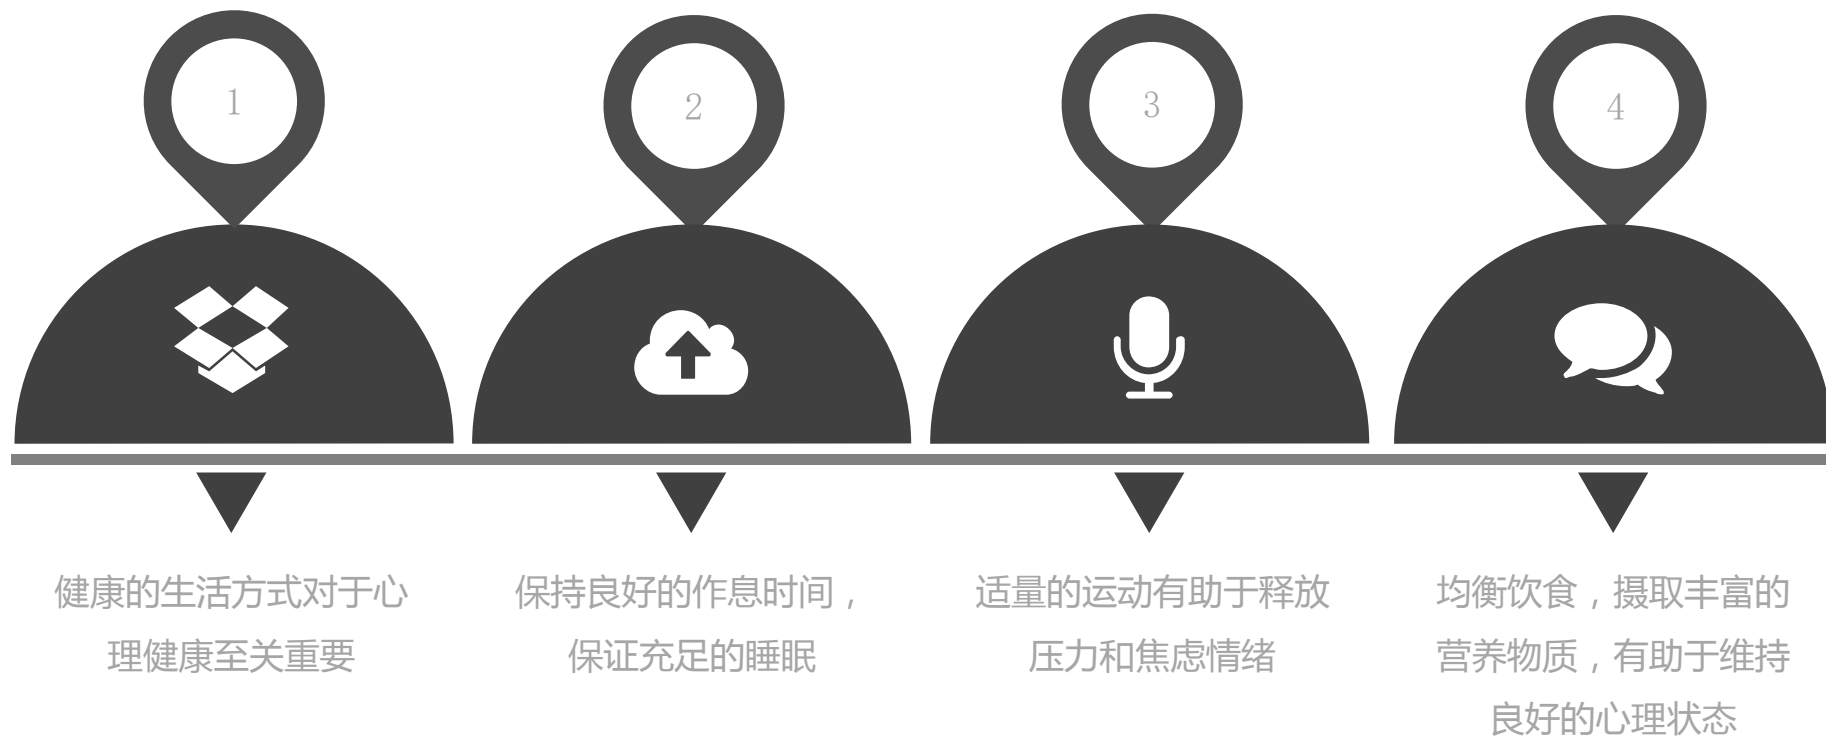 1
2
3
4
健康的生活方式对于心
理健康至关重要
保持良好的作息时间，
保证充足的睡眠
适量的运动有助于释放
压力和焦虑情绪
均衡饮食，摄取丰富的
营养物质，有助于维持
良好的心理状态